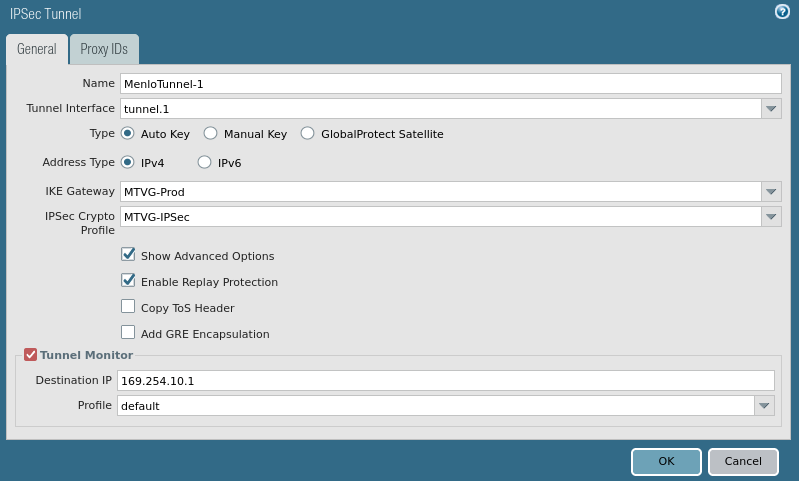 IPSec Tunnel
General
Proxy IDs
Name MenloTunnel-1
Tunnel Interface tunnel.1
Type Auto Key Manual Key GlobalProtect Satellite
Address Type IPv4 IPv6
IKE Gateway MTVG-Prod
IPSec Crypto MTVG-IPSec
Profile
Show Advanced Options
Enable Replay Protection
Copy ToS Header
Add GRE Encapsulation
Tunnel Monitor
Destination IP 169.254.10.1
Profile default
OK Cancel